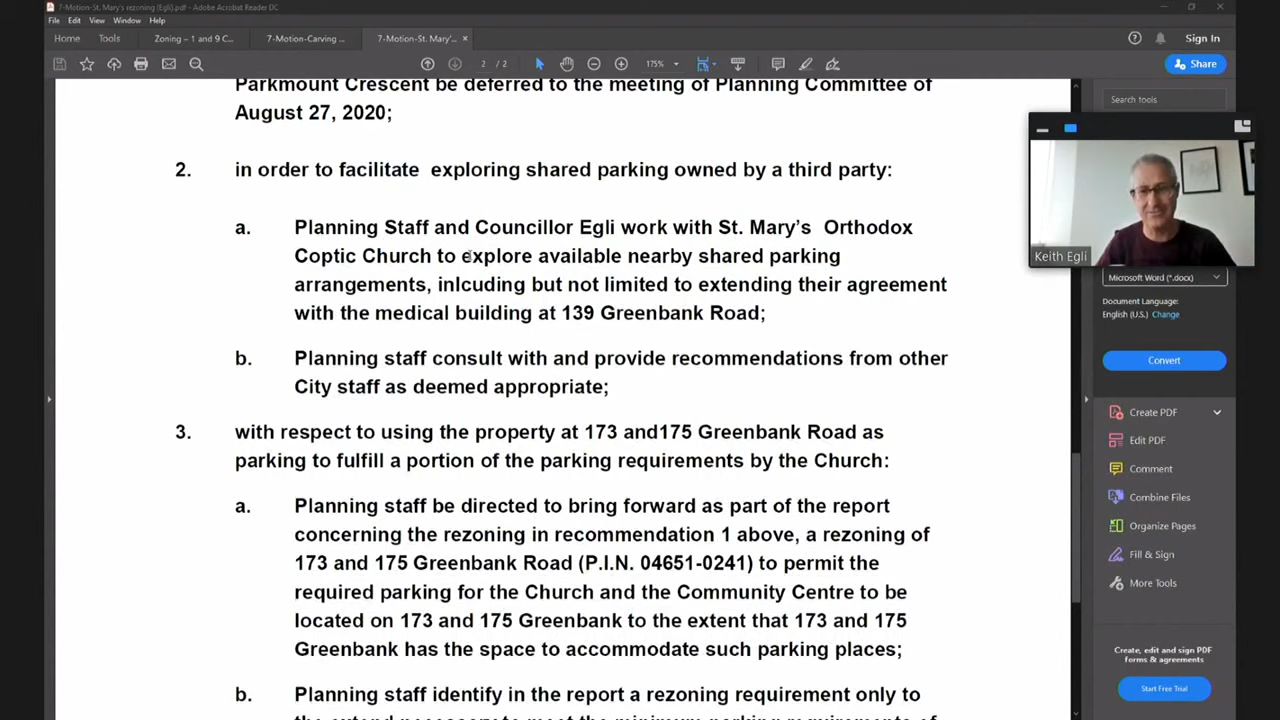 7-Motion-St. Mary's rezoning (Egli).pdf - Adobe Acrobat Reader DC
File Edit View Window Help
Home Tools Zoning – 1 and 9 C... 7-Motion-Carving ... 7-Motion-St. Mary'... ×
Sign In
2 / 2 175%
Share
Parkmount Crescent be deferred to the meeting of Planning Committee of
August 27, 2020;
2. in order to facilitate exploring shared parking owned by a third party:
a. Planning Staff and Councillor Egli work with St. Mary's Orthodox
Coptic Church to explore available nearby shared parking
arrangements, inlcuding but not limited to extending their agreement
with the medical building at 139 Greenbank Road;
b. Planning staff consult with and provide recommendations from other
City staff as deemed appropriate;
3. with respect to using the property at 173 and175 Greenbank Road as
parking to fulfill a portion of the parking requirements by the Church:
a. Planning staff be directed to bring forward as part of the report
concerning the rezoning in recommendation 1 above, a rezoning of
173 and 175 Greenbank Road (P.I.N. 04651-0241) to permit the
required parking for the Church and the Community Centre to be
located on 173 and 175 Greenbank to the extent that 173 and 175
Greenbank has the space to accommodate such parking places;
b. Planning staff identify in the report a rezoning requirement only to
the extend necessary to meet the minimum parking requirements of
Search tools
Keith Egli
Microsoft Word (*.docx)
Document Language:
English (U.S.) Change
Convert
Create PDF
Edit PDF
Comment
Combine Files
Organize Pages
Fill & Sign
More Tools
Create, edit and sign PDF
forms & agreements
Start Free Trial